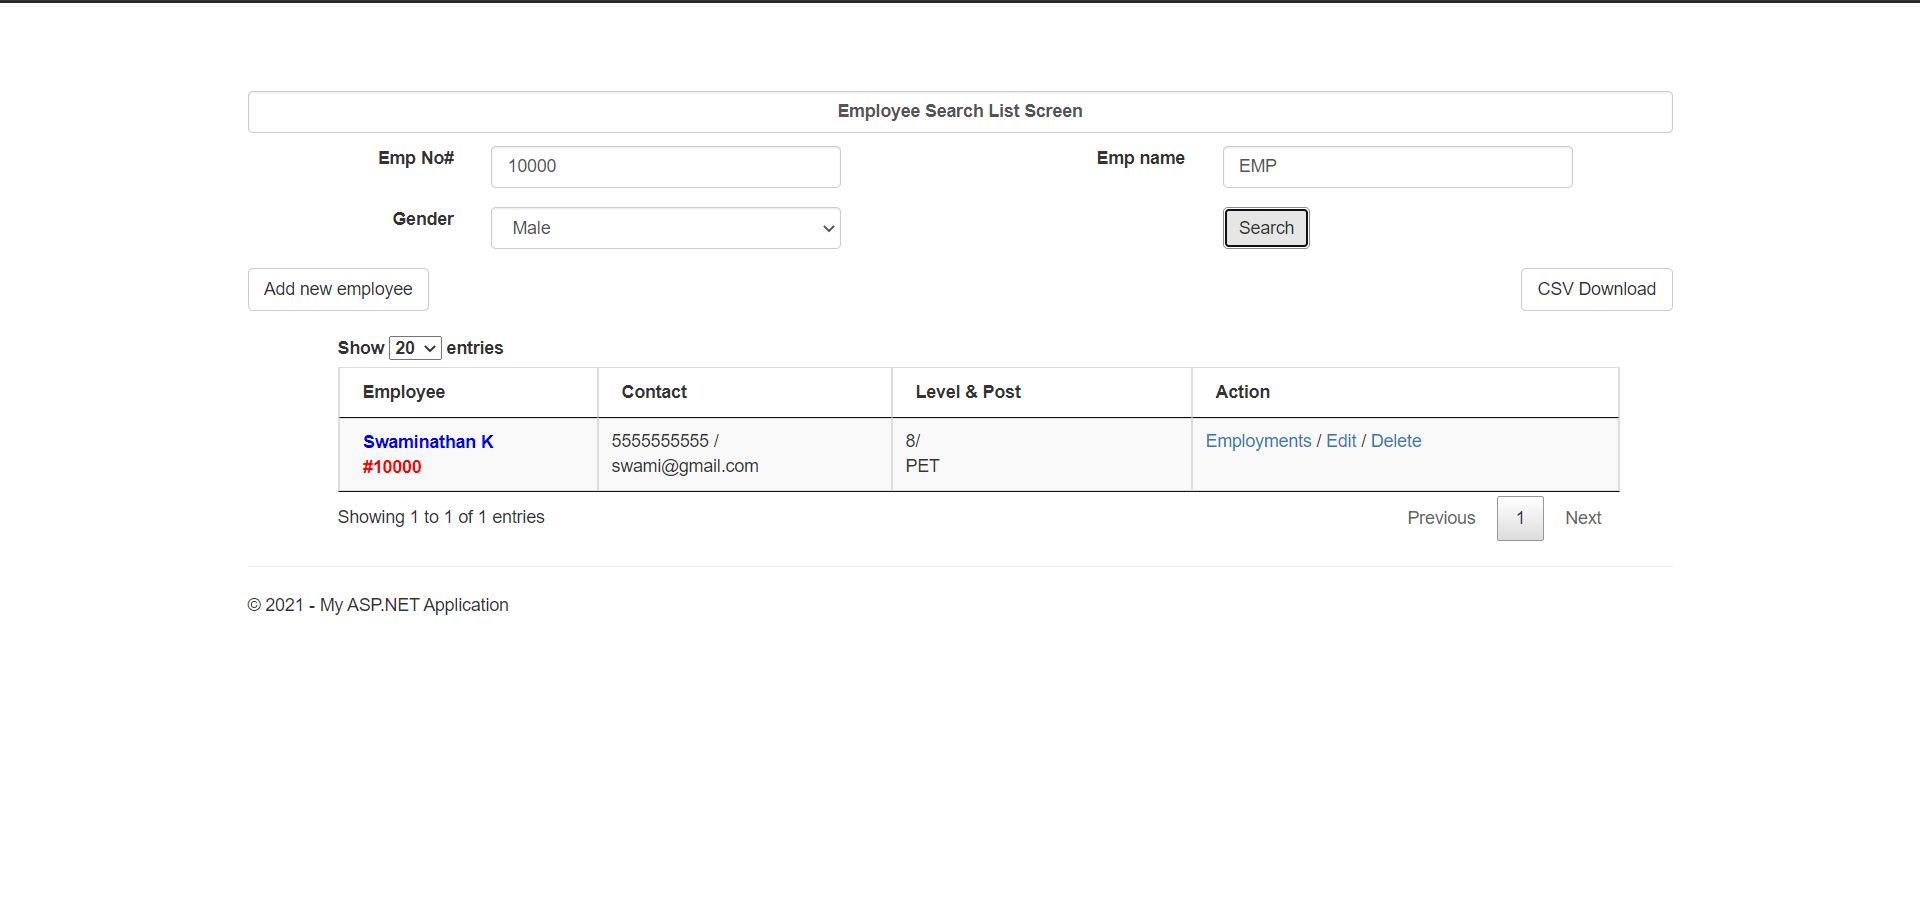 Employee Search List Screen
Emp No# 10000 Emp name EMP
Gender Male Search
Add new employee CSV Download
Show 20 entries
Employee Contact Level & Post Action
Swaminathan K 5555555555 / 8/ Employments / Edit / Delete
#10000 swami@gmail.com PET
Showing 1 to 1 of 1 entries Previous 1 Next
© 2021 - My ASP.NET Application